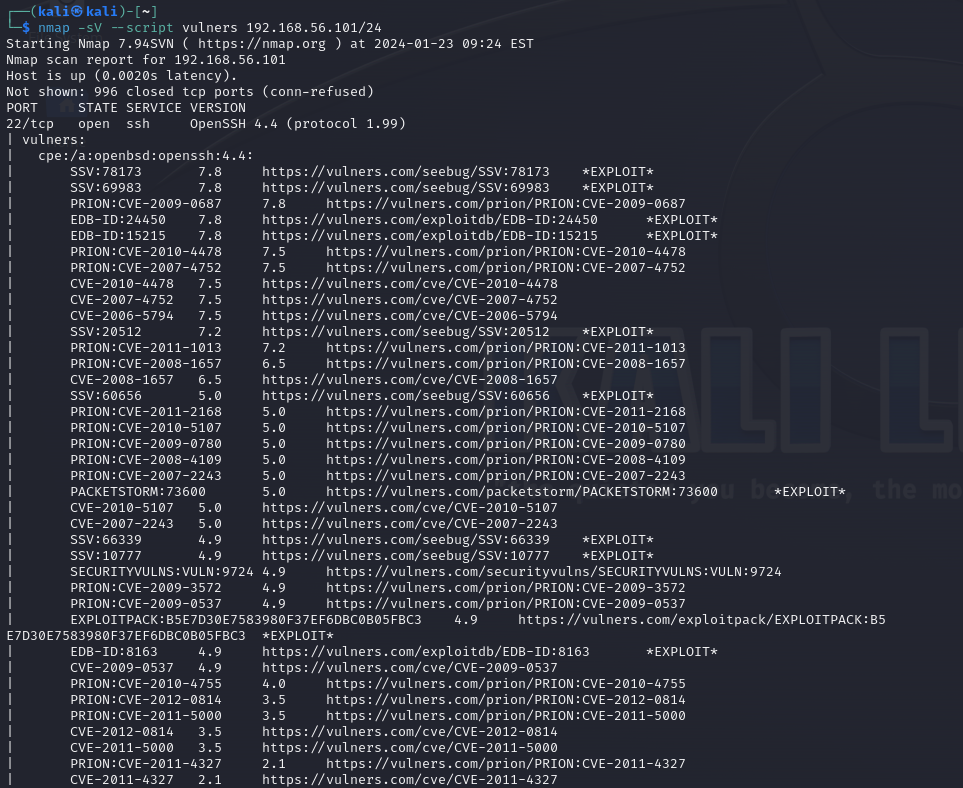 ┌──(kali㉿kali)-[~]
└─$ nmap -sV --script vulners 192.168.56.101/24
Starting Nmap 7.94SVN ( https://nmap.org ) at 2024-01-23 09:24 EST
Nmap scan report for 192.168.56.101
Host is up (0.0020s latency).
Not shown: 996 closed tcp ports (conn-refused)
PORT     STATE SERVICE VERSION
22/tcp   open  ssh     OpenSSH 4.4 (protocol 1.99)
| vulners:
|   cpe:/a:openbsd:openssh:4.4:
|       SSV:78173       7.8     https://vulners.com/seebug/SSV:78173    *EXPLOIT*
|       SSV:69983       7.8     https://vulners.com/seebug/SSV:69983    *EXPLOIT*
|       PRION:CVE-2009-0687     7.8     https://vulners.com/prion/PRION:CVE-2009-0687
|       EDB-ID:24450    7.8     https://vulners.com/exploitdb/EDB-ID:24450      *EXPLOIT*
|       EDB-ID:15215    7.8     https://vulners.com/exploitdb/EDB-ID:15215      *EXPLOIT*
|       PRION:CVE-2010-4478     7.5     https://vulners.com/prion/PRION:CVE-2010-4478
|       PRION:CVE-2007-4752     7.5     https://vulners.com/prion/PRION:CVE-2007-4752
|       CVE-2010-4478   7.5     https://vulners.com/cve/CVE-2010-4478
|       CVE-2007-4752   7.5     https://vulners.com/cve/CVE-2007-4752
|       CVE-2006-5794   7.5     https://vulners.com/cve/CVE-2006-5794
|       SSV:20512       7.2     https://vulners.com/seebug/SSV:20512    *EXPLOIT*
|       PRION:CVE-2011-1013     7.2     https://vulners.com/prion/PRION:CVE-2011-1013
|       PRION:CVE-2008-1657     6.5     https://vulners.com/prion/PRION:CVE-2008-1657
|       CVE-2008-1657   6.5     https://vulners.com/cve/CVE-2008-1657
|       SSV:60656       5.0     https://vulners.com/seebug/SSV:60656    *EXPLOIT*
|       PRION:CVE-2011-2168     5.0     https://vulners.com/prion/PRION:CVE-2011-2168
|       PRION:CVE-2010-5107     5.0     https://vulners.com/prion/PRION:CVE-2010-5107
|       PRION:CVE-2009-0780     5.0     https://vulners.com/prion/PRION:CVE-2009-0780
|       PRION:CVE-2008-4109     5.0     https://vulners.com/prion/PRION:CVE-2008-4109
|       PRION:CVE-2007-2243     5.0     https://vulners.com/prion/PRION:CVE-2007-2243
|       PACKETSTORM:73600       5.0     https://vulners.com/packetstorm/PACKETSTORM:73600       *EXPLOIT*
|       CVE-2010-5107   5.0     https://vulners.com/cve/CVE-2010-5107
|       CVE-2007-2243   5.0     https://vulners.com/cve/CVE-2007-2243
|       SSV:66339       4.9     https://vulners.com/seebug/SSV:66339    *EXPLOIT*
|       SSV:10777       4.9     https://vulners.com/seebug/SSV:10777    *EXPLOIT*
|       SECURITYVULNS:VULN:9724 4.9     https://vulners.com/securityvulns/SECURITYVULNS:VULN:9724
|       PRION:CVE-2009-3572     4.9     https://vulners.com/prion/PRION:CVE-2009-3572
|       PRION:CVE-2009-0537     4.9     https://vulners.com/prion/PRION:CVE-2009-0537
|       EXPLOITPACK:B5E7D30E7583980F37EF6DBC0B05FBC3    4.9     https://vulners.com/exploitpack/EXPLOITPACK:B5
E7D30E7583980F37EF6DBC0B05FBC3  *EXPLOIT*
|       EDB-ID:8163     4.9     https://vulners.com/exploitdb/EDB-ID:8163       *EXPLOIT*
|       CVE-2009-0537   4.9     https://vulners.com/cve/CVE-2009-0537
|       PRION:CVE-2010-4755     4.0     https://vulners.com/prion/PRION:CVE-2010-4755
|       PRION:CVE-2012-0814     3.5     https://vulners.com/prion/PRION:CVE-2012-0814
|       PRION:CVE-2011-5000     3.5     https://vulners.com/prion/PRION:CVE-2011-5000
|       CVE-2012-0814   3.5     https://vulners.com/cve/CVE-2012-0814
|       CVE-2011-5000   3.5     https://vulners.com/cve/CVE-2011-5000
|       PRION:CVE-2011-4327     2.1     https://vulners.com/prion/PRION:CVE-2011-4327
|       CVE-2011-4327   2.1     https://vulners.com/cve/CVE-2011-4327